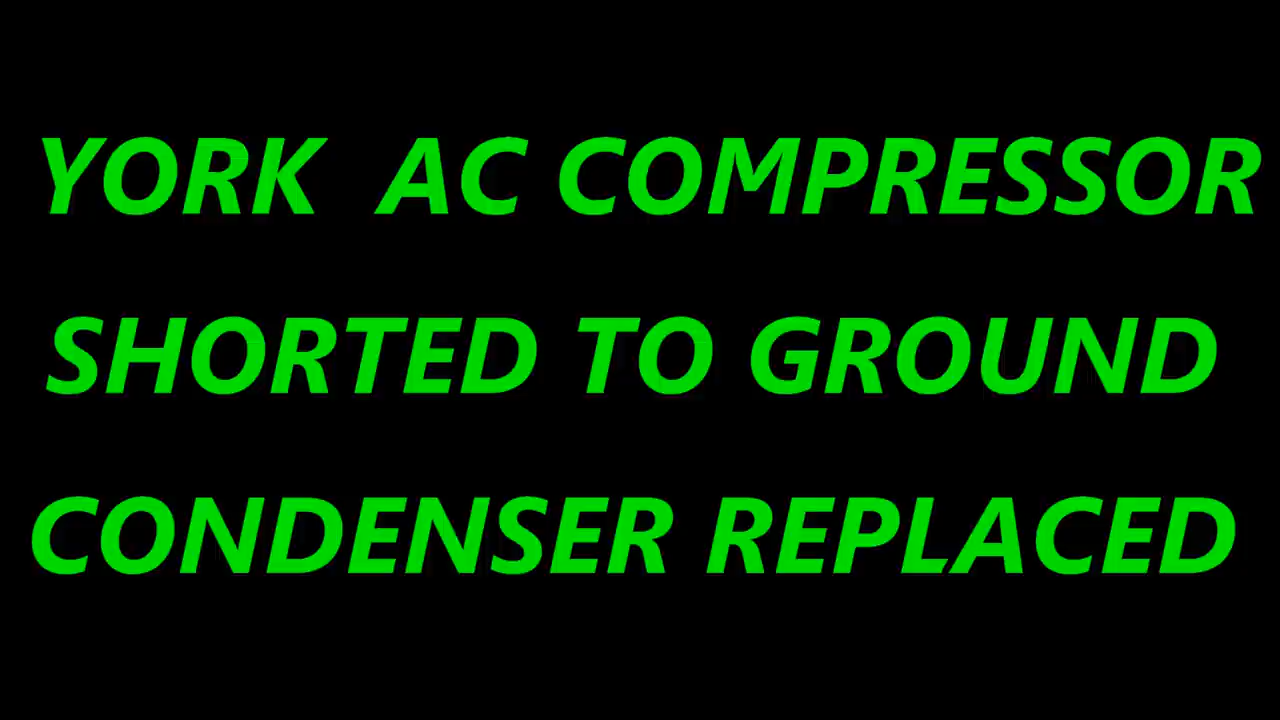 YORK  AC COMPRESSOR
SHORTED TO GROUND
CONDENSER REPLACED